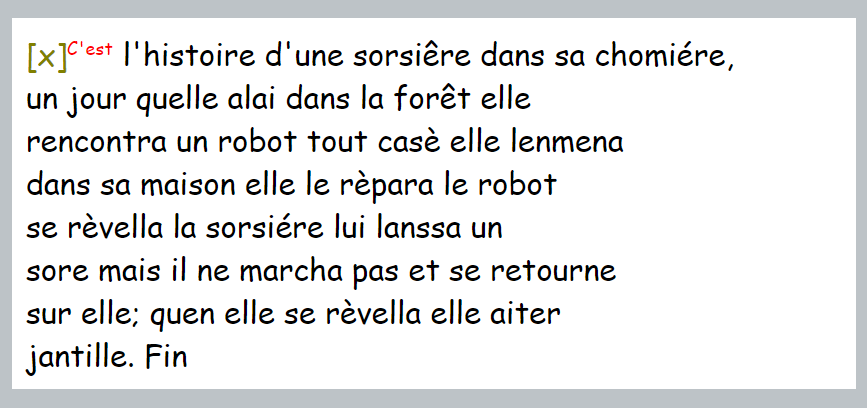 [x]C'est l'histoire d'une sorsiêre dans sa chomiére,
un jour quelle alai dans la forêt elle
rencontra un robot tout casè elle lenmena
dans sa maison elle le rèpara le robot
se rèvella la sorsiére lui lanssa un
sore mais il ne marcha pas et se retourne
sur elle; quen elle se rèvella elle aiter
jantille. Fin